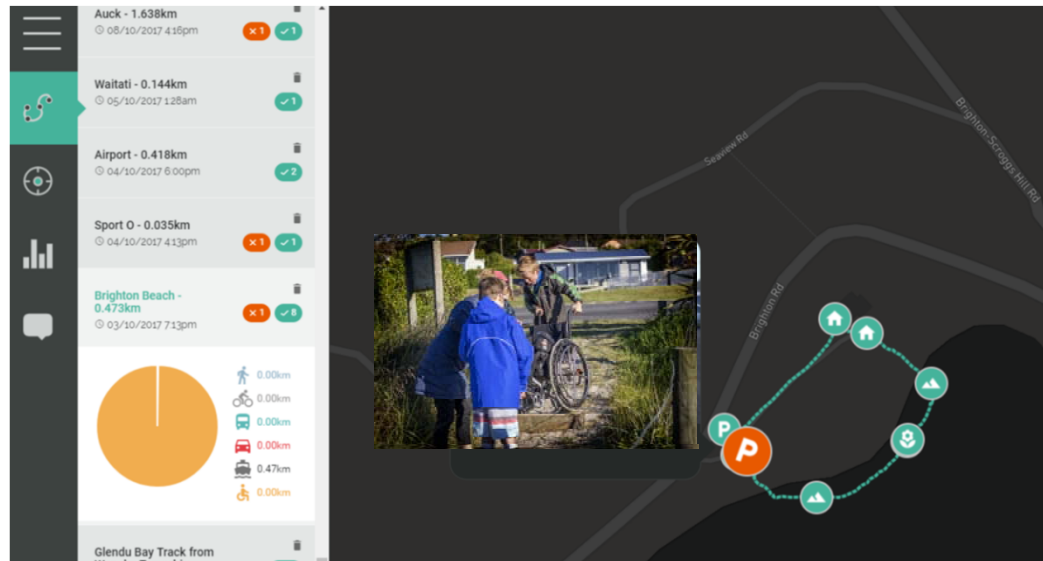 Auck - 1.638km
08/10/2017 4:16pm
× 1 ✓ 1
Waitati - 0.144km
05/10/2017 1:28am
✓ 1
Airport - 0.418km
04/10/2017 6:00pm
✓ 2
Sport O - 0.035km
04/10/2017 4:13pm
× 1 ✓ 1
Brighton Beach -
0.473km
03/10/2017 7:13pm
× 1 ✓ 8
0.00km
0.00km
0.00km
0.00km
0.47km
0.00km
Glendu Bay Track from
Seaview Rd
Brighton-Scroggs Hill Rd
Brighton Rd
P
P